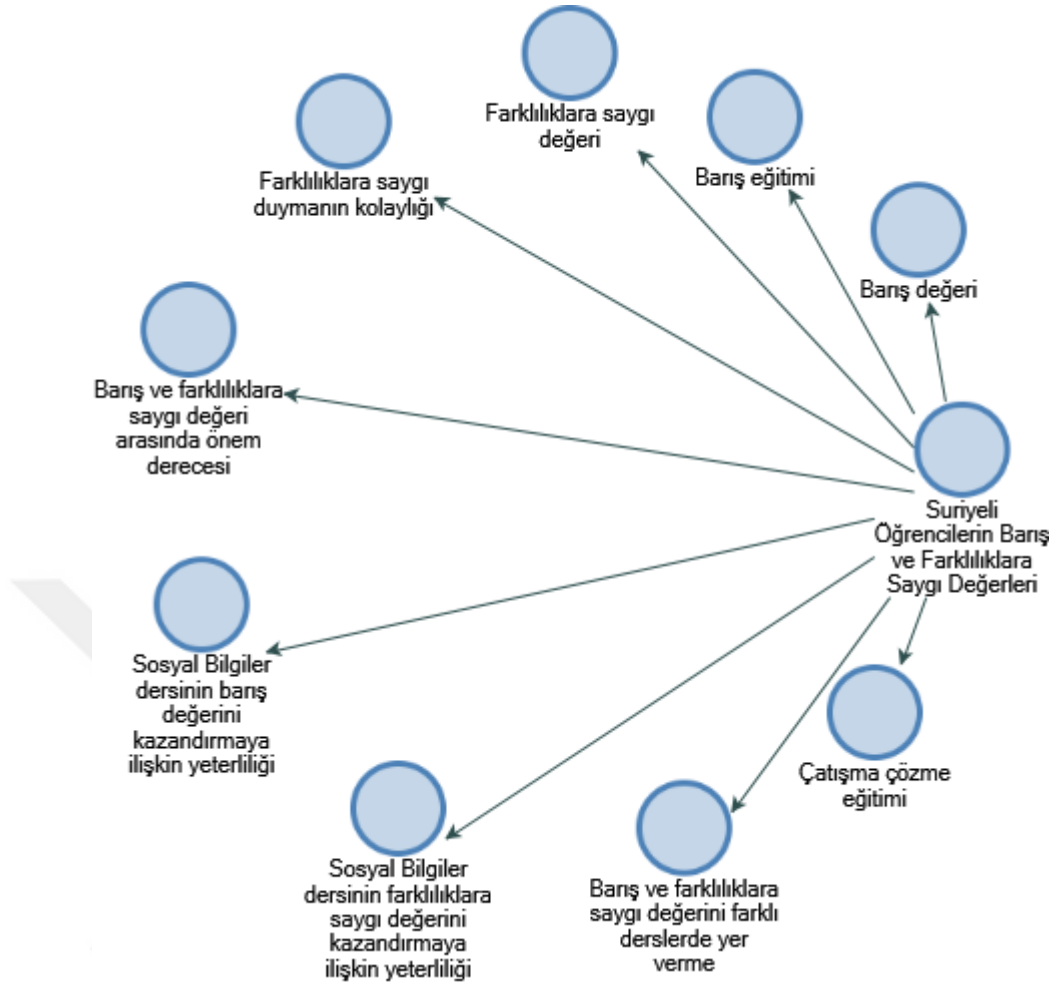 Farklılıklara saygı
değeri
Barış eğitimi
Farklılıklara saygı
duymanın kolaylığı
Barış değeri
Barış ve farklılıklara
saygı değeri
arasında önem
derecesi
Suriyeli
Öğrencilerin Barış
ve Farklılıklara
Saygı Değerleri
Sosyal Bilgiler
dersinin barış
değerini
kazandırmaya
ilişkin yeterliliği
Çatışma çözme
eğitimi
Sosyal Bilgiler
dersinin farklılıklara
saygı değerini
kazandırmaya
ilişkin yeterliliği
Barış ve farklılıklara
saygı değerini farklı
derslerde yer
verme